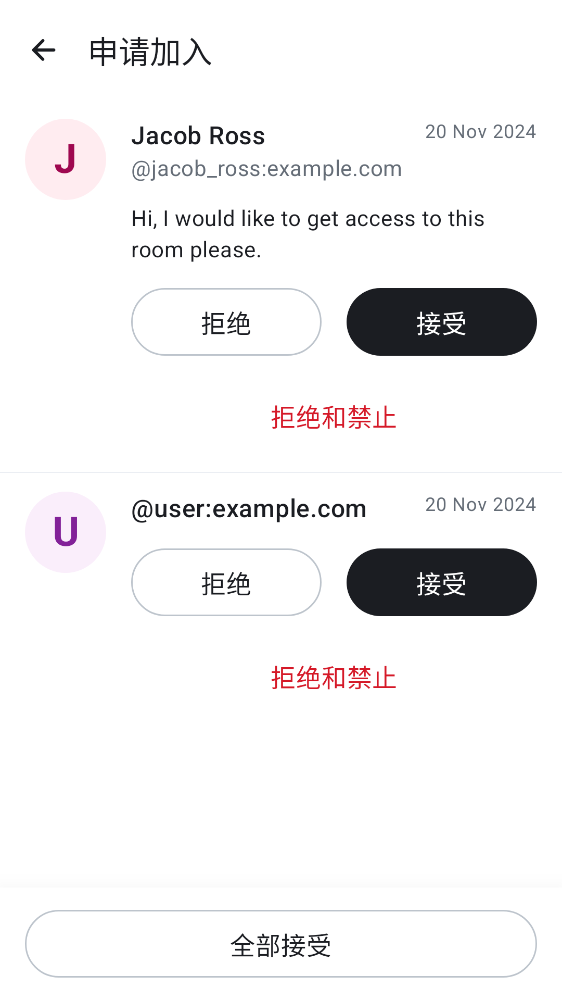 申请加入
J
Jacob Ross
20 Nov 2024
@jacob_ross:example.com
Hi, I would like to get access to this
room please.
拒绝
接受
拒绝和禁止
U
@user:example.com
20 Nov 2024
拒绝
接受
拒绝和禁止
全部接受